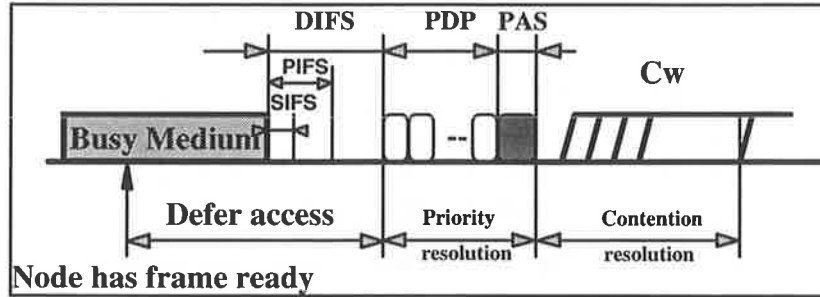 DIFS PDP PAS
PIFS
Cw
SIFS
Busy Medium
--
Defer access
Priority
resolution
Contention
resolution
Node has frame ready